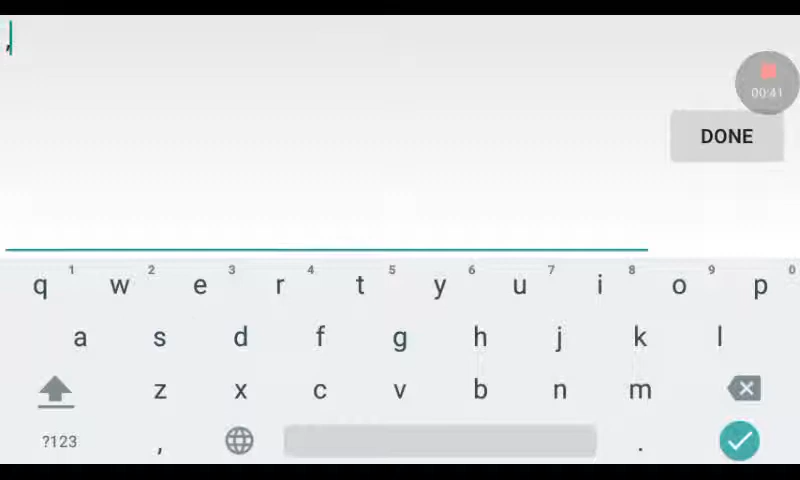 ,
00:41
DONE
q 1 w 2 e 3 r 4 t 5 y 6 u 7 i 8 o 9 p 0
a s d f g h j k l
z x c v b n m
?123 , .